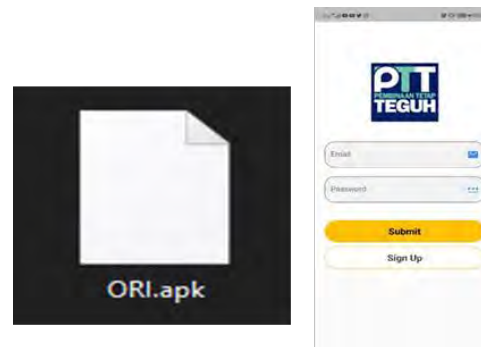 ORI.apk
PTT
PEMBINAAN TETAP
TEGUH
Email
Password
Submit
Sign Up